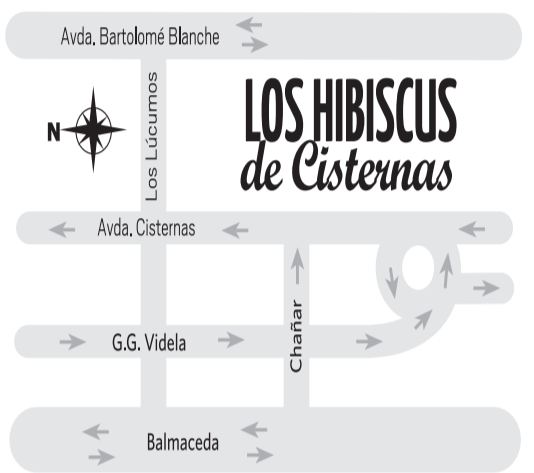 Avda. Bartolomé Blanche
Los Lúcumos
N
LOS HIBISCUS
de Cisternas
Avda. Cisternas
Chañar
G.G. Videla
Balmaceda